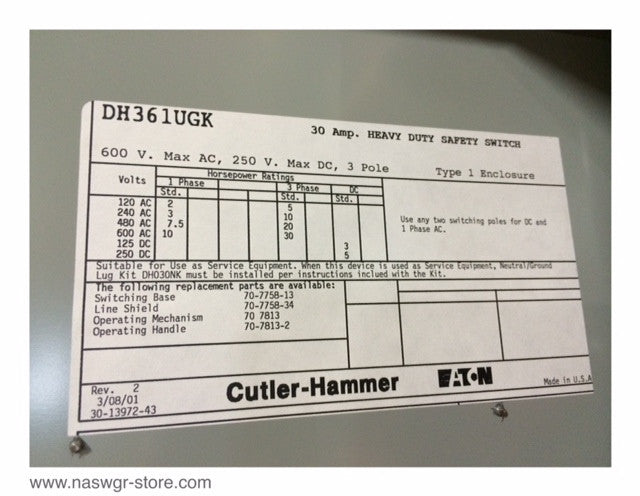 DH361UGK
30 Amp. HEAVY DUTY SAFETY SWITCH
600 V. Max AC, 250 V. Max DC, 3 Pole
Type 1 Enclosure
Volts Horsepower Ratings
1 Phase 3 Phase DC
Std. Std. Std.
120 AC 2
240 AC 3 5
480 AC 7.5 10
600 AC 10 20
30
125 DC 3
250 DC 5
Use any two switching poles for DC and
1 Phase AC.
Suitable for Use as Service Equipment. When this device is used as Service Equipment, Neutral/Ground
Lug Kit DH030NK must be installed per instructions inclued with the Kit.
The following replacement parts are available:
Switching Base 70-7758-13
Line Shield 70-7758-34
Operating Mechanism 70 7813
Operating Handle 70-7813-2
Rev. 2
3/08/01
30-13972-43
Cutler-Hammer
EATON
Made in U.S.A
www.naswgr-store.com